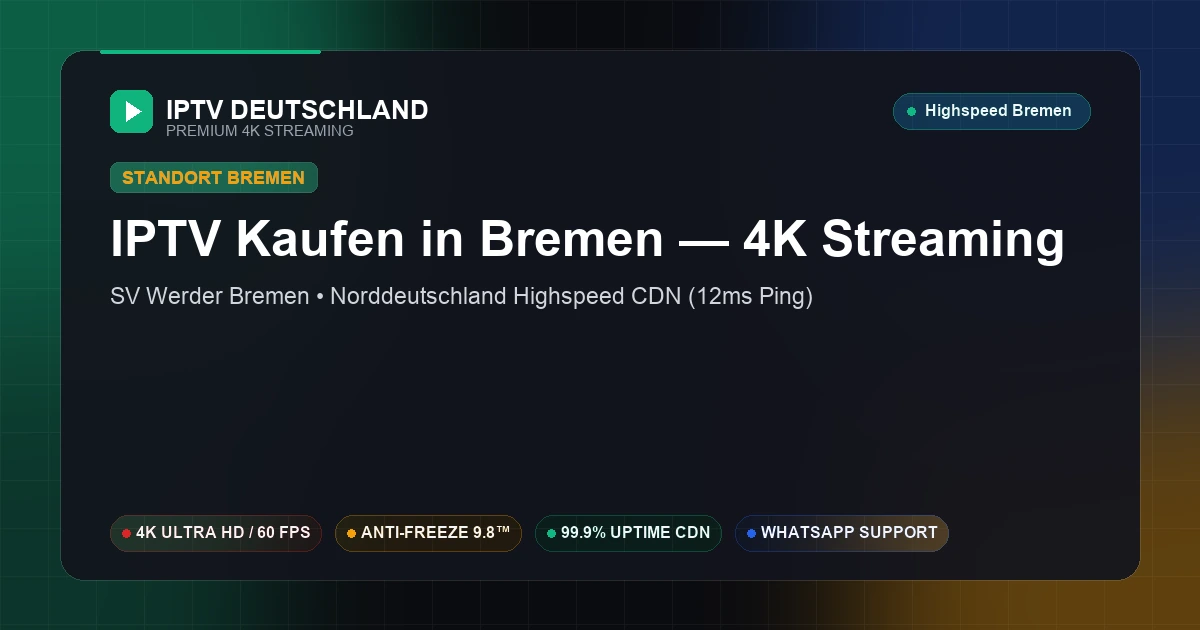 IPTV DEUTSCHLAND
PREMIUM 4K STREAMING
Highspeed Bremen
STANDORT BREMEN
IPTV Kaufen in Bremen — 4K Streaming
SV Werder Bremen • Norddeutschland Highspeed CDN (12ms Ping)
4K ULTRA HD / 60 FPS
ANTI-FREEZE 9.8™
99.9% UPTIME CDN
WHATSAPP SUPPORT